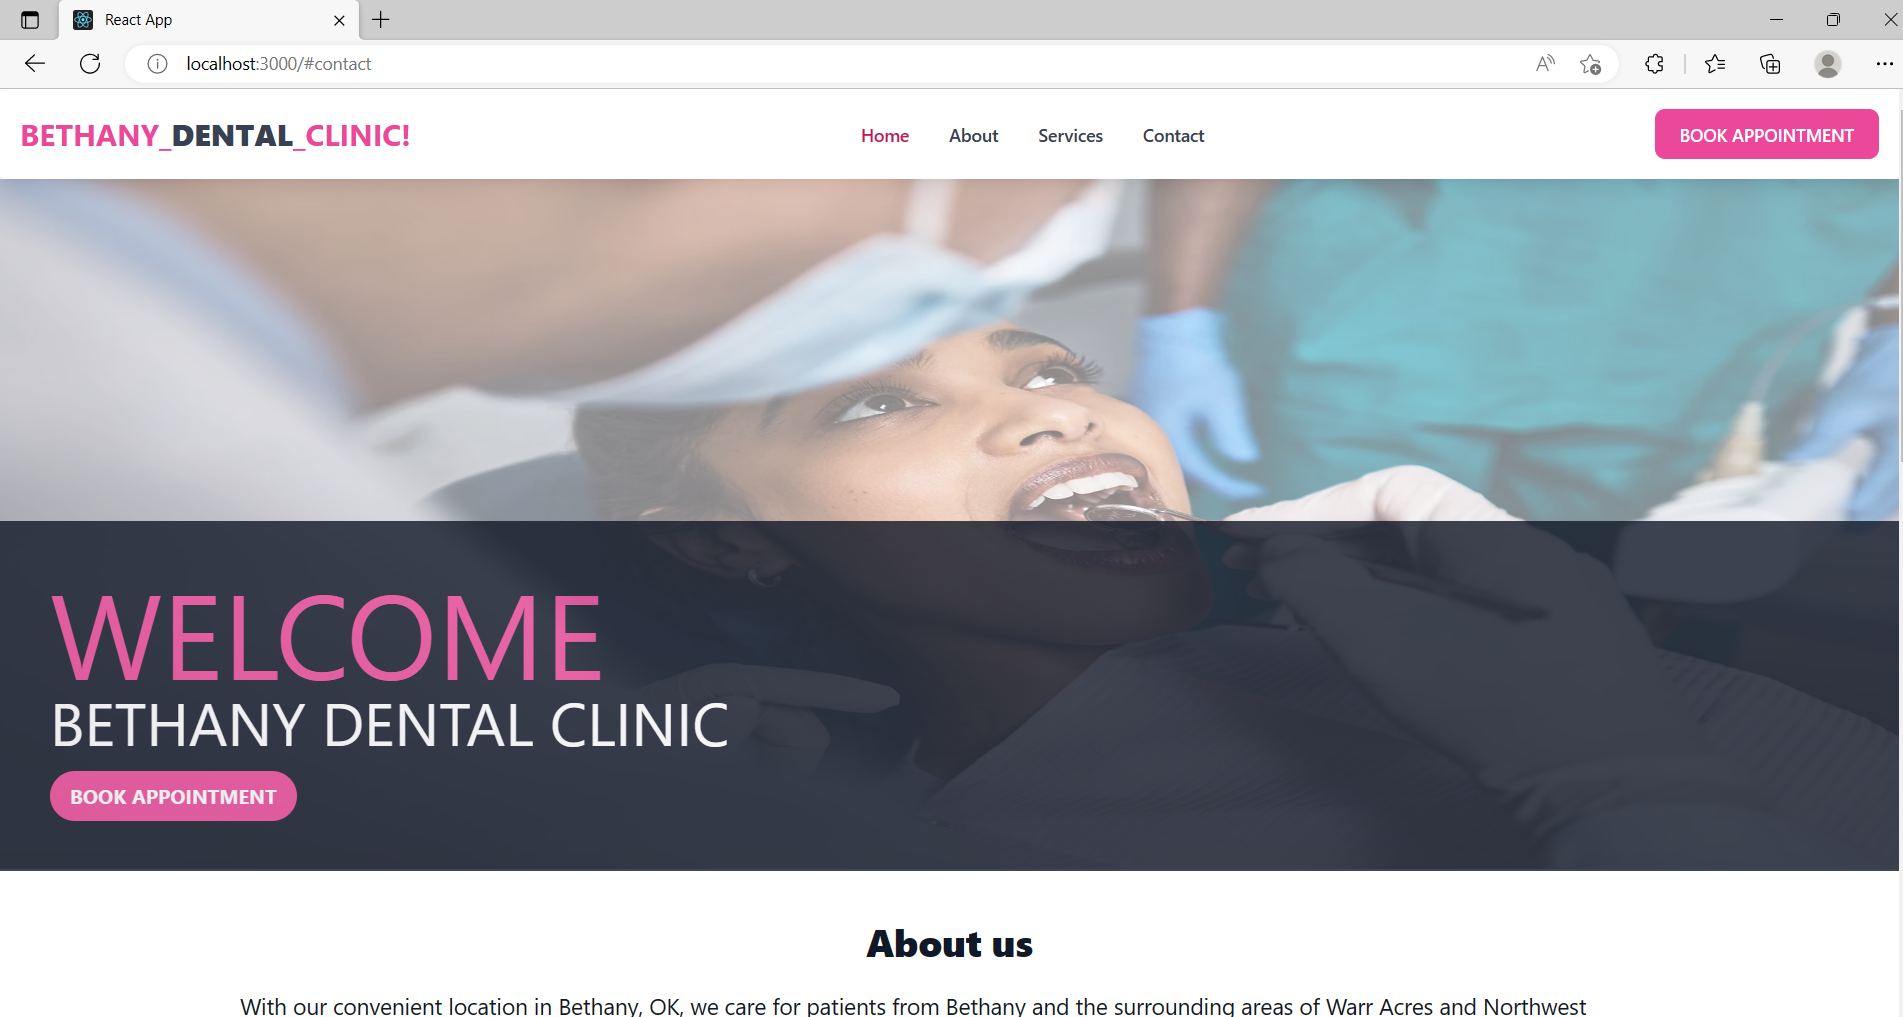 React App
localhost:3000/#contact
BETHANY_DENTAL_CLINIC!
Home About Services Contact
BOOK APPOINTMENT
WELCOME
BETHANY DENTAL CLINIC
BOOK APPOINTMENT
About us
With our convenient location in Bethany, OK, we care for patients from Bethany and the surrounding areas of Warr Acres and Northwest